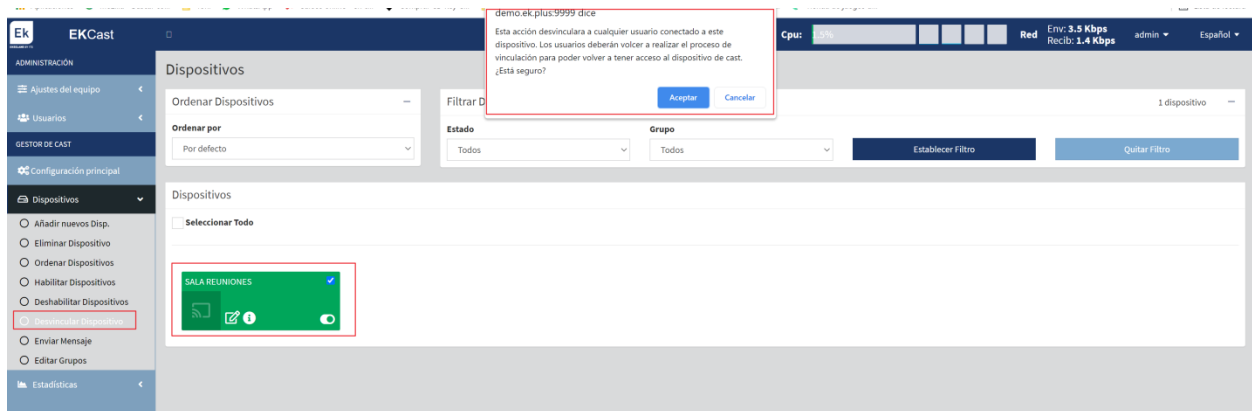 demo.ek.plus:9999 dice
Esta acción desvinculara a cualquier usuario conectado a este
dispositivo. Los usuarios deberán volcer a realizar el proceso de
vinculación para poder volver a tener acceso al dispositivo de cast.
¿Está seguro?
Aceptar Cancelar
Ek EKCast
Cpu: 1.5%
Red
Env: 3.5 Kbps
Recib: 1.4 Kbps
admin
Español
ADMINISTRACIÓN
Ajustes del equipo
Usuarios
GESTOR DE CAST
Configuración principal
Dispositivos
Añadir nuevos Disp.
Eliminar Dispositivo
Ordenar Dispositivos
Habilitar Dispositivos
Deshabilitar Dispositivos
Desvincular Dispositivo
Enviar Mensaje
Editar Grupos
Estadísticas
Dispositivos
Ordenar Dispositivos
Ordenar por
Por defecto
Filtrar D
1 dispositivo
Estado
Todos
Grupo
Todos
Establecer Filtro
Quitar Filtro
Dispositivos
Seleccionar Todo
SALA REUNIONES